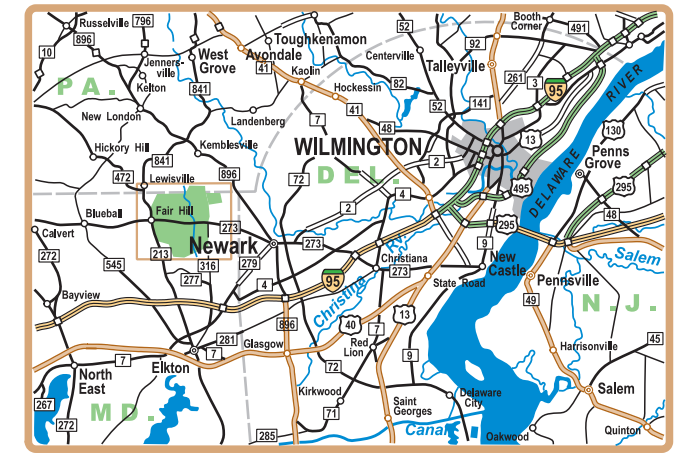 Russelville
796
896
10
Jenners-
ville
Kelton
West
Grove
841
Toughkenamon
Avondale
41
Kaolin
Hockessin
Centerville
82
52
Talleyville
92
Booth
Corner
491
261
3
95
RIVER
PA.
New London
Landenberg
7
41
48
52
141
13
130
Hickory Hill
Kemblesville
841
896
WILMINGTON
DEL.
2
Penns
Grove
472
Lewisville
72
4
495
DELAWARE
295
48
Blueball
Fair Hill
273
2
295
Calvert
Newark
273
9
Salem
272
545
213
316
279
277
Christiana
273
New
Castle
State Road
Pennsville
Bayview
4
95
Christina
Rv.
49
N.J.
896
40
13
281
7
Glasgow
Red
Lion
7
9
Harrisonville
45
7
Elkton
72
North
East
Kirkwood
Saint
Georges
Delaware
City
Salem
267
MD.
71
272
285
Canal
Oakwood
Quinton